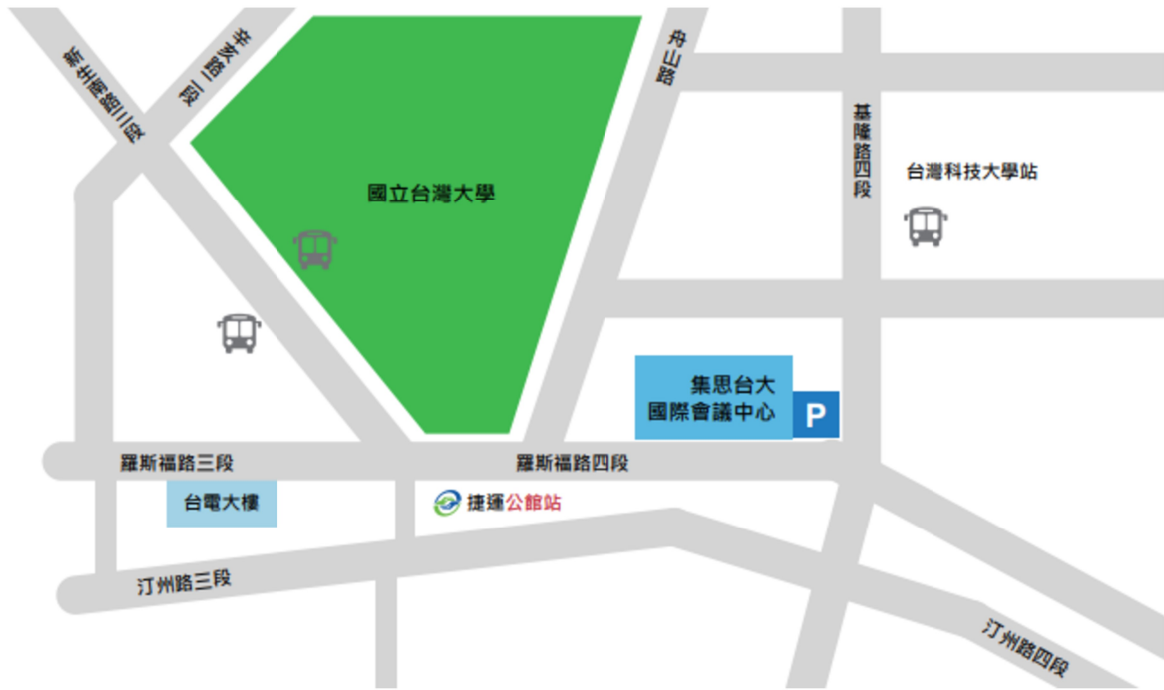 新生南路三段
辛亥路二段
舟山路
基隆路四段
台灣科技大學站
國立台灣大學
集思台大
國際會議中心
P
羅斯福路三段
羅斯福路四段
台電大樓
捷運公館站
汀州路三段
汀州路四段